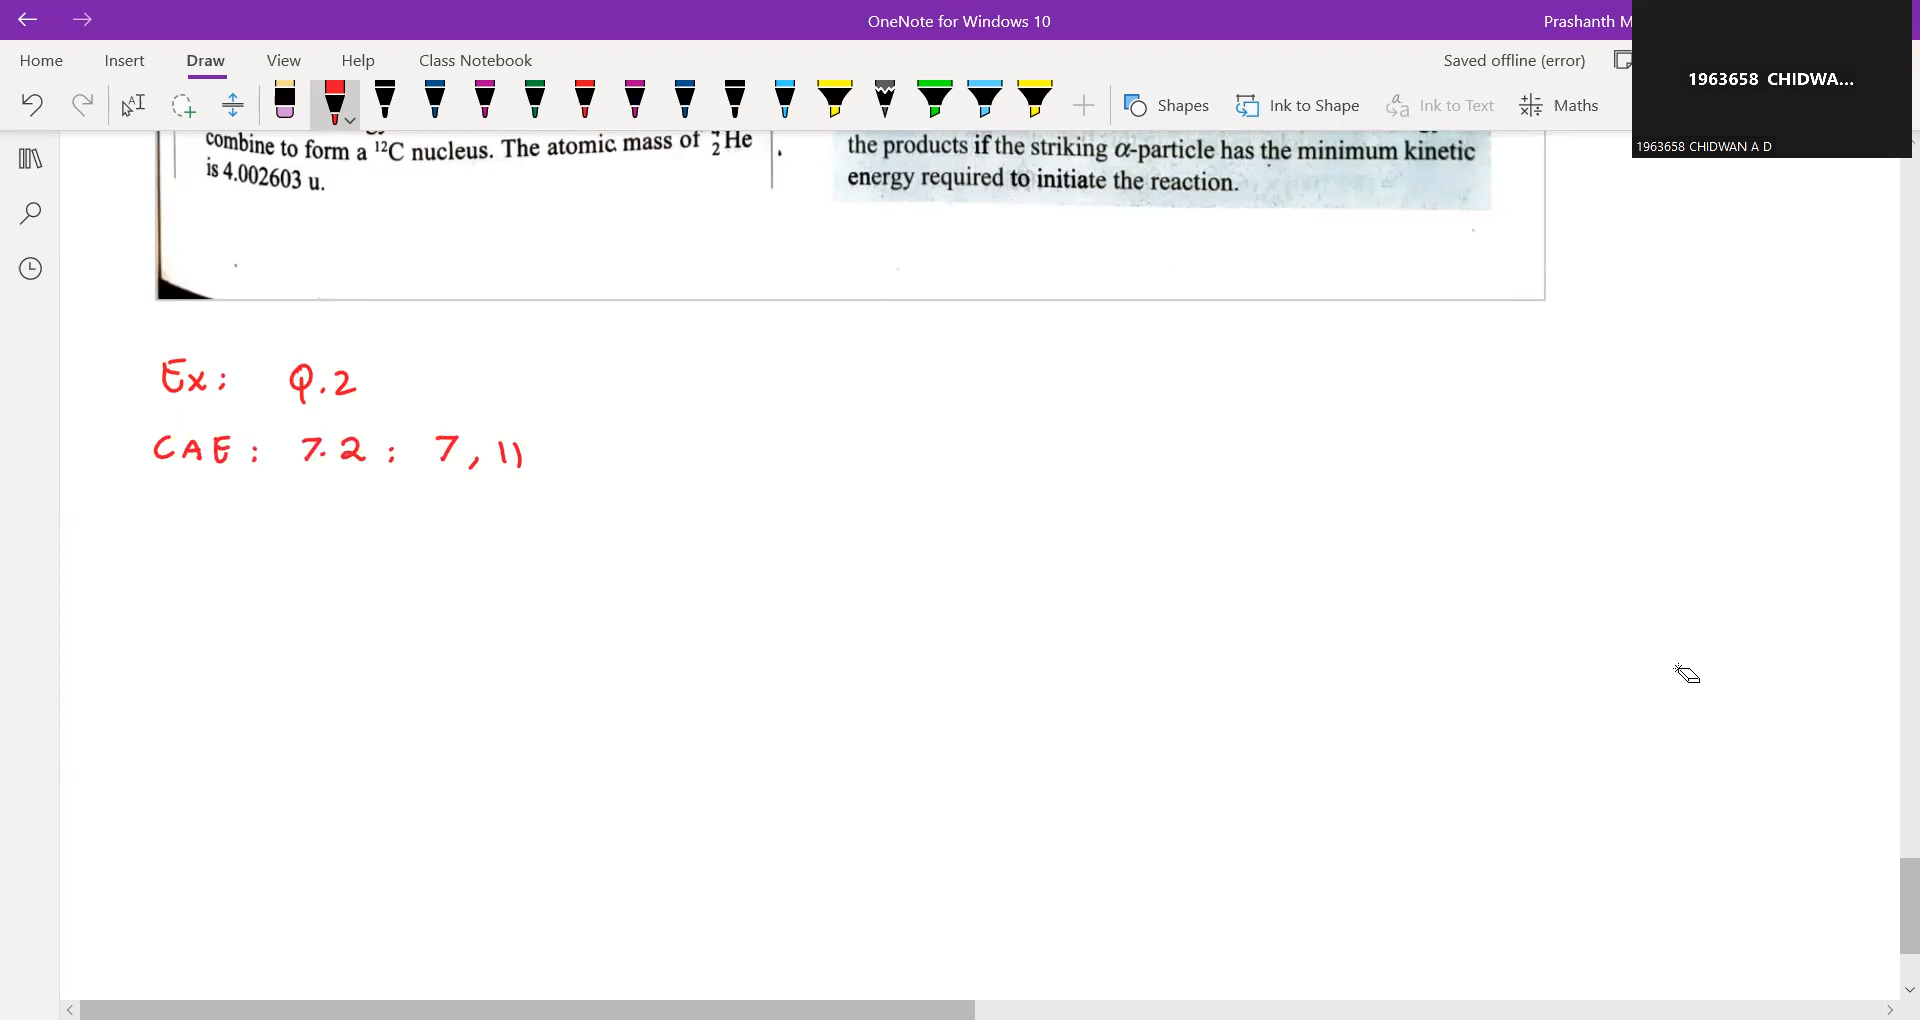 OneNote for Windows 10
Prashanth M
Home Insert Draw View Help Class Notebook
Saved offline (error)
1963658 CHIDWA...
Shapes Ink to Shape Ink to Text Maths
1963658 CHIDWAN A D
combine to form a ¹²C nucleus. The atomic mass of ⁴₂He
is 4.002603 u.
the products if the striking α-particle has the minimum kinetic
energy required to initiate the reaction.
Ex: Q.2
CAE: 7.2: 7, 11